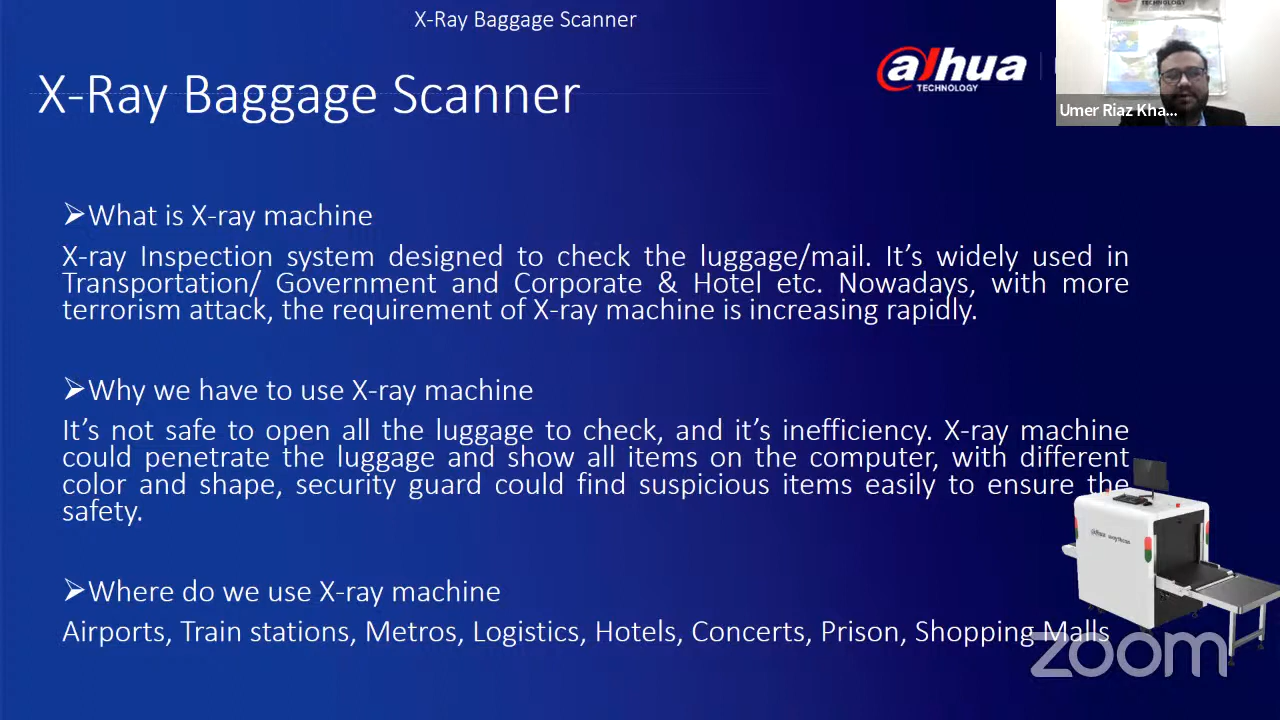 X-Ray Baggage Scanner
TECHNOLOGY
X-Ray Baggage Scanner
alhua
TECHNOLOGY
Umer Riaz Kha...
➢What is X-ray machine
X-ray Inspection system designed to check the luggage/mail. It's widely used in
Transportation/ Government and Corporate & Hotel etc. Nowadays, with more
terrorism attack, the requirement of X-ray machine is increasing rapidly.
➢Why we have to use X-ray machine
It's not safe to open all the luggage to check, and it's inefficiency. X-ray machine
could penetrate the luggage and show all items on the computer, with different
color and shape, security guard could find suspicious items easily to ensure the
safety.
alhua
➢Where do we use X-ray machine
Airports, Train stations, Metros, Logistics, Hotels, Concerts, Prison, Shopping Malls
zoom